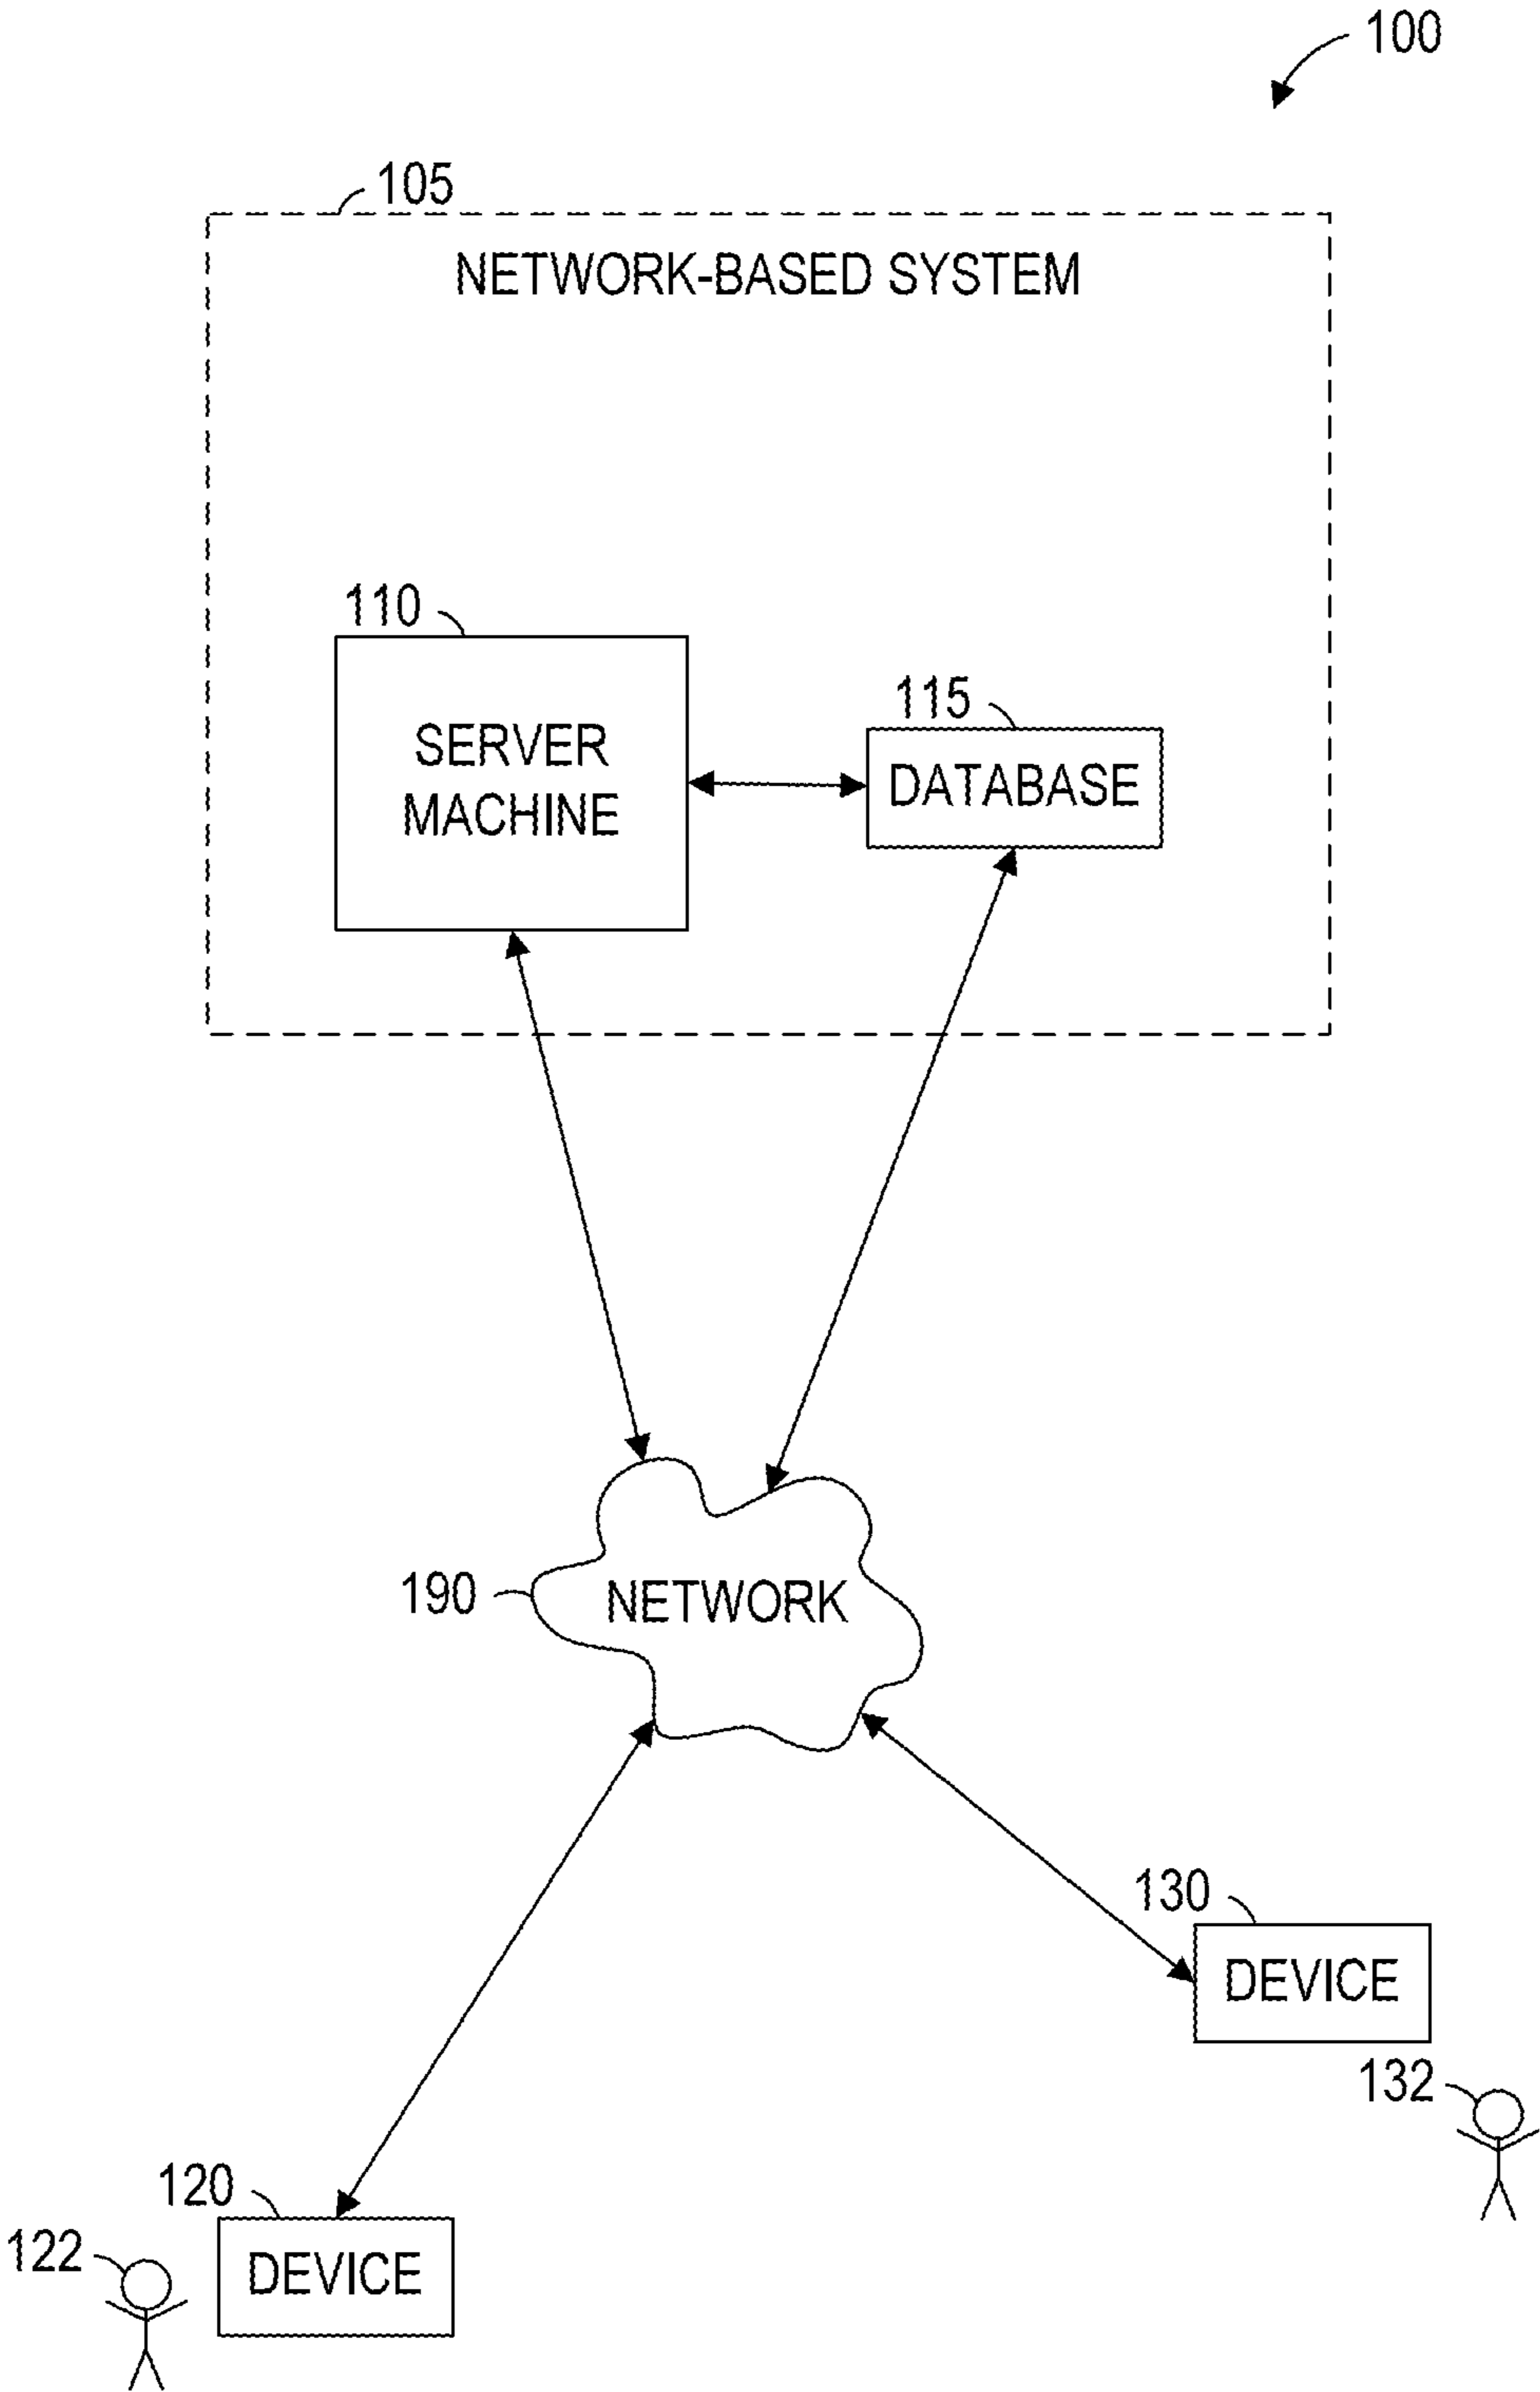 100
105
NETWORK-BASED SYSTEM
110
SERVER
MACHINE
115
DATABASE
190
NETWORK
130
DEVICE
132
120
DEVICE
122